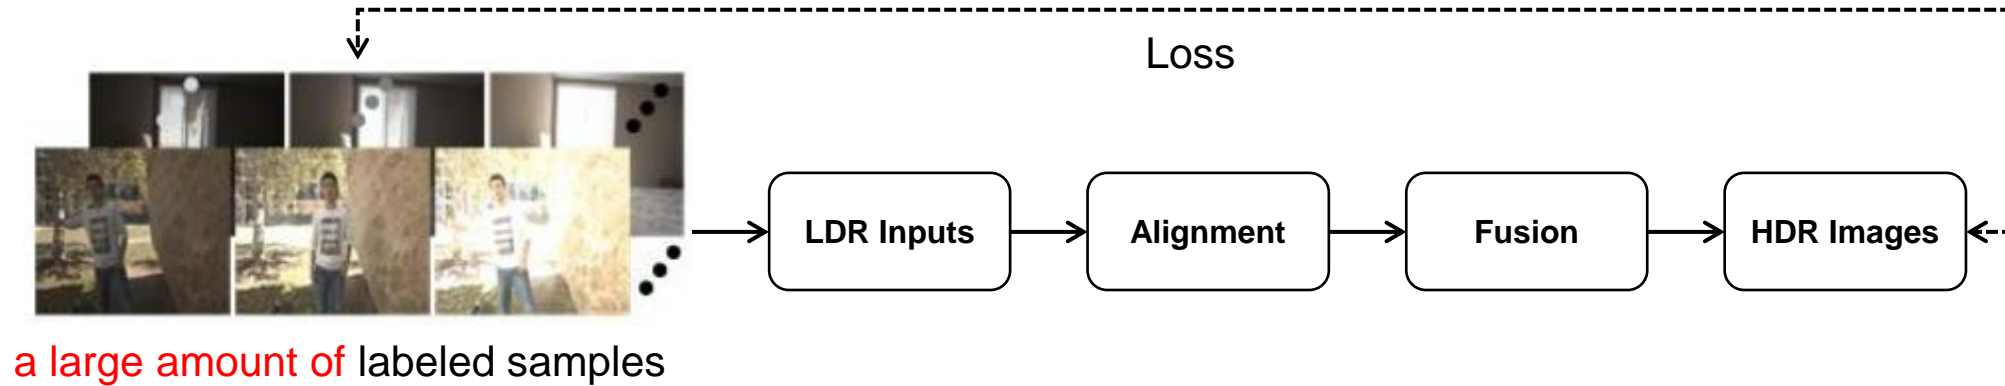 Loss
LDR Inputs
Alignment
Fusion
HDR Images
a large amount of labeled samples